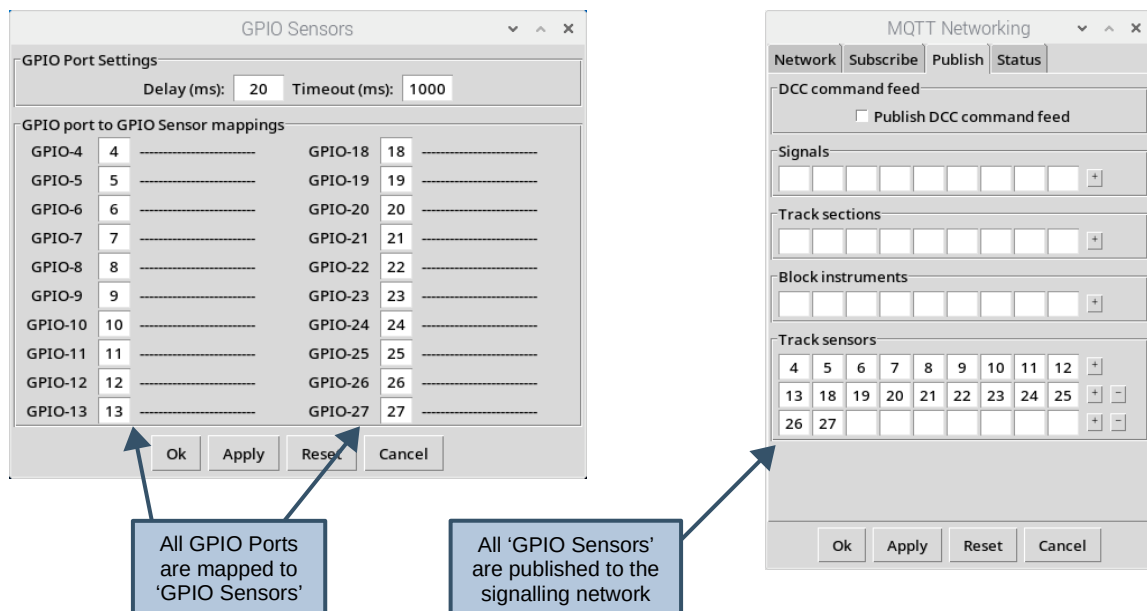 GPIO Sensors
GPIO Port Settings
Delay (ms): 20 Timeout (ms): 1000
GPIO port to GPIO Sensor mappings
GPIO-4 4 -------------------------- GPIO-18 18 --------------------------
GPIO-5 5 -------------------------- GPIO-19 19 --------------------------
GPIO-6 6 -------------------------- GPIO-20 20 --------------------------
GPIO-7 7 -------------------------- GPIO-21 21 --------------------------
GPIO-8 8 -------------------------- GPIO-22 22 --------------------------
GPIO-9 9 -------------------------- GPIO-23 23 --------------------------
GPIO-10 10 -------------------------- GPIO-24 24 --------------------------
GPIO-11 11 -------------------------- GPIO-25 25 --------------------------
GPIO-12 12 -------------------------- GPIO-26 26 --------------------------
GPIO-13 13 -------------------------- GPIO-27 27 --------------------------
Ok Apply Reset Cancel
All GPIO Ports
are mapped to
‘GPIO Sensors’
MQTT Networking
Network Subscribe Publish Status
DCC command feed
Publish DCC command feed
Signals
+
Track sections
+
Block instruments
+
Track sensors
4 5 6 7 8 9 10 11 12 +
13 18 19 20 21 22 23 24 25 + −
26 27 + −
Ok Apply Reset Cancel
All ‘GPIO Sensors’
are published to the
signalling network